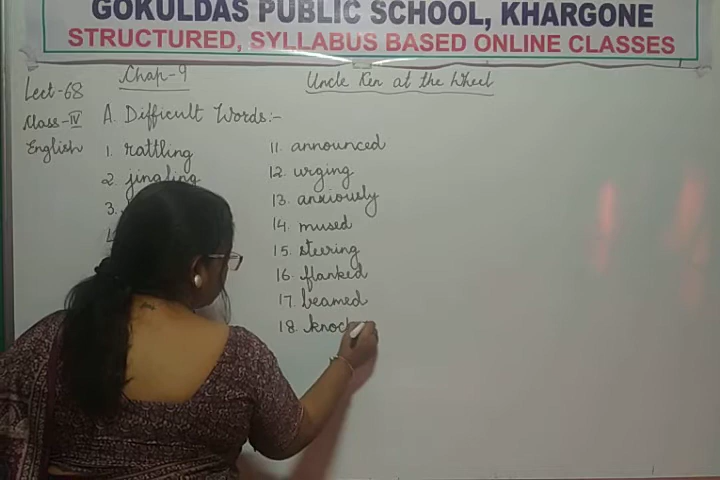 GOKULDAS PUBLIC SCHOOL, KHARGONE
STRUCTURED, SYLLABUS BASED ONLINE CLASSES
Lect-68
Chap-9
Uncle Ken at the Wheel
Class-IV
English
A. Difficult Words:-
1. rattling
2. jingling
3.
11. announced
12. urging
13. anxiously
14. mused
15. steering
16. flanked
17. beamed
18. knoc